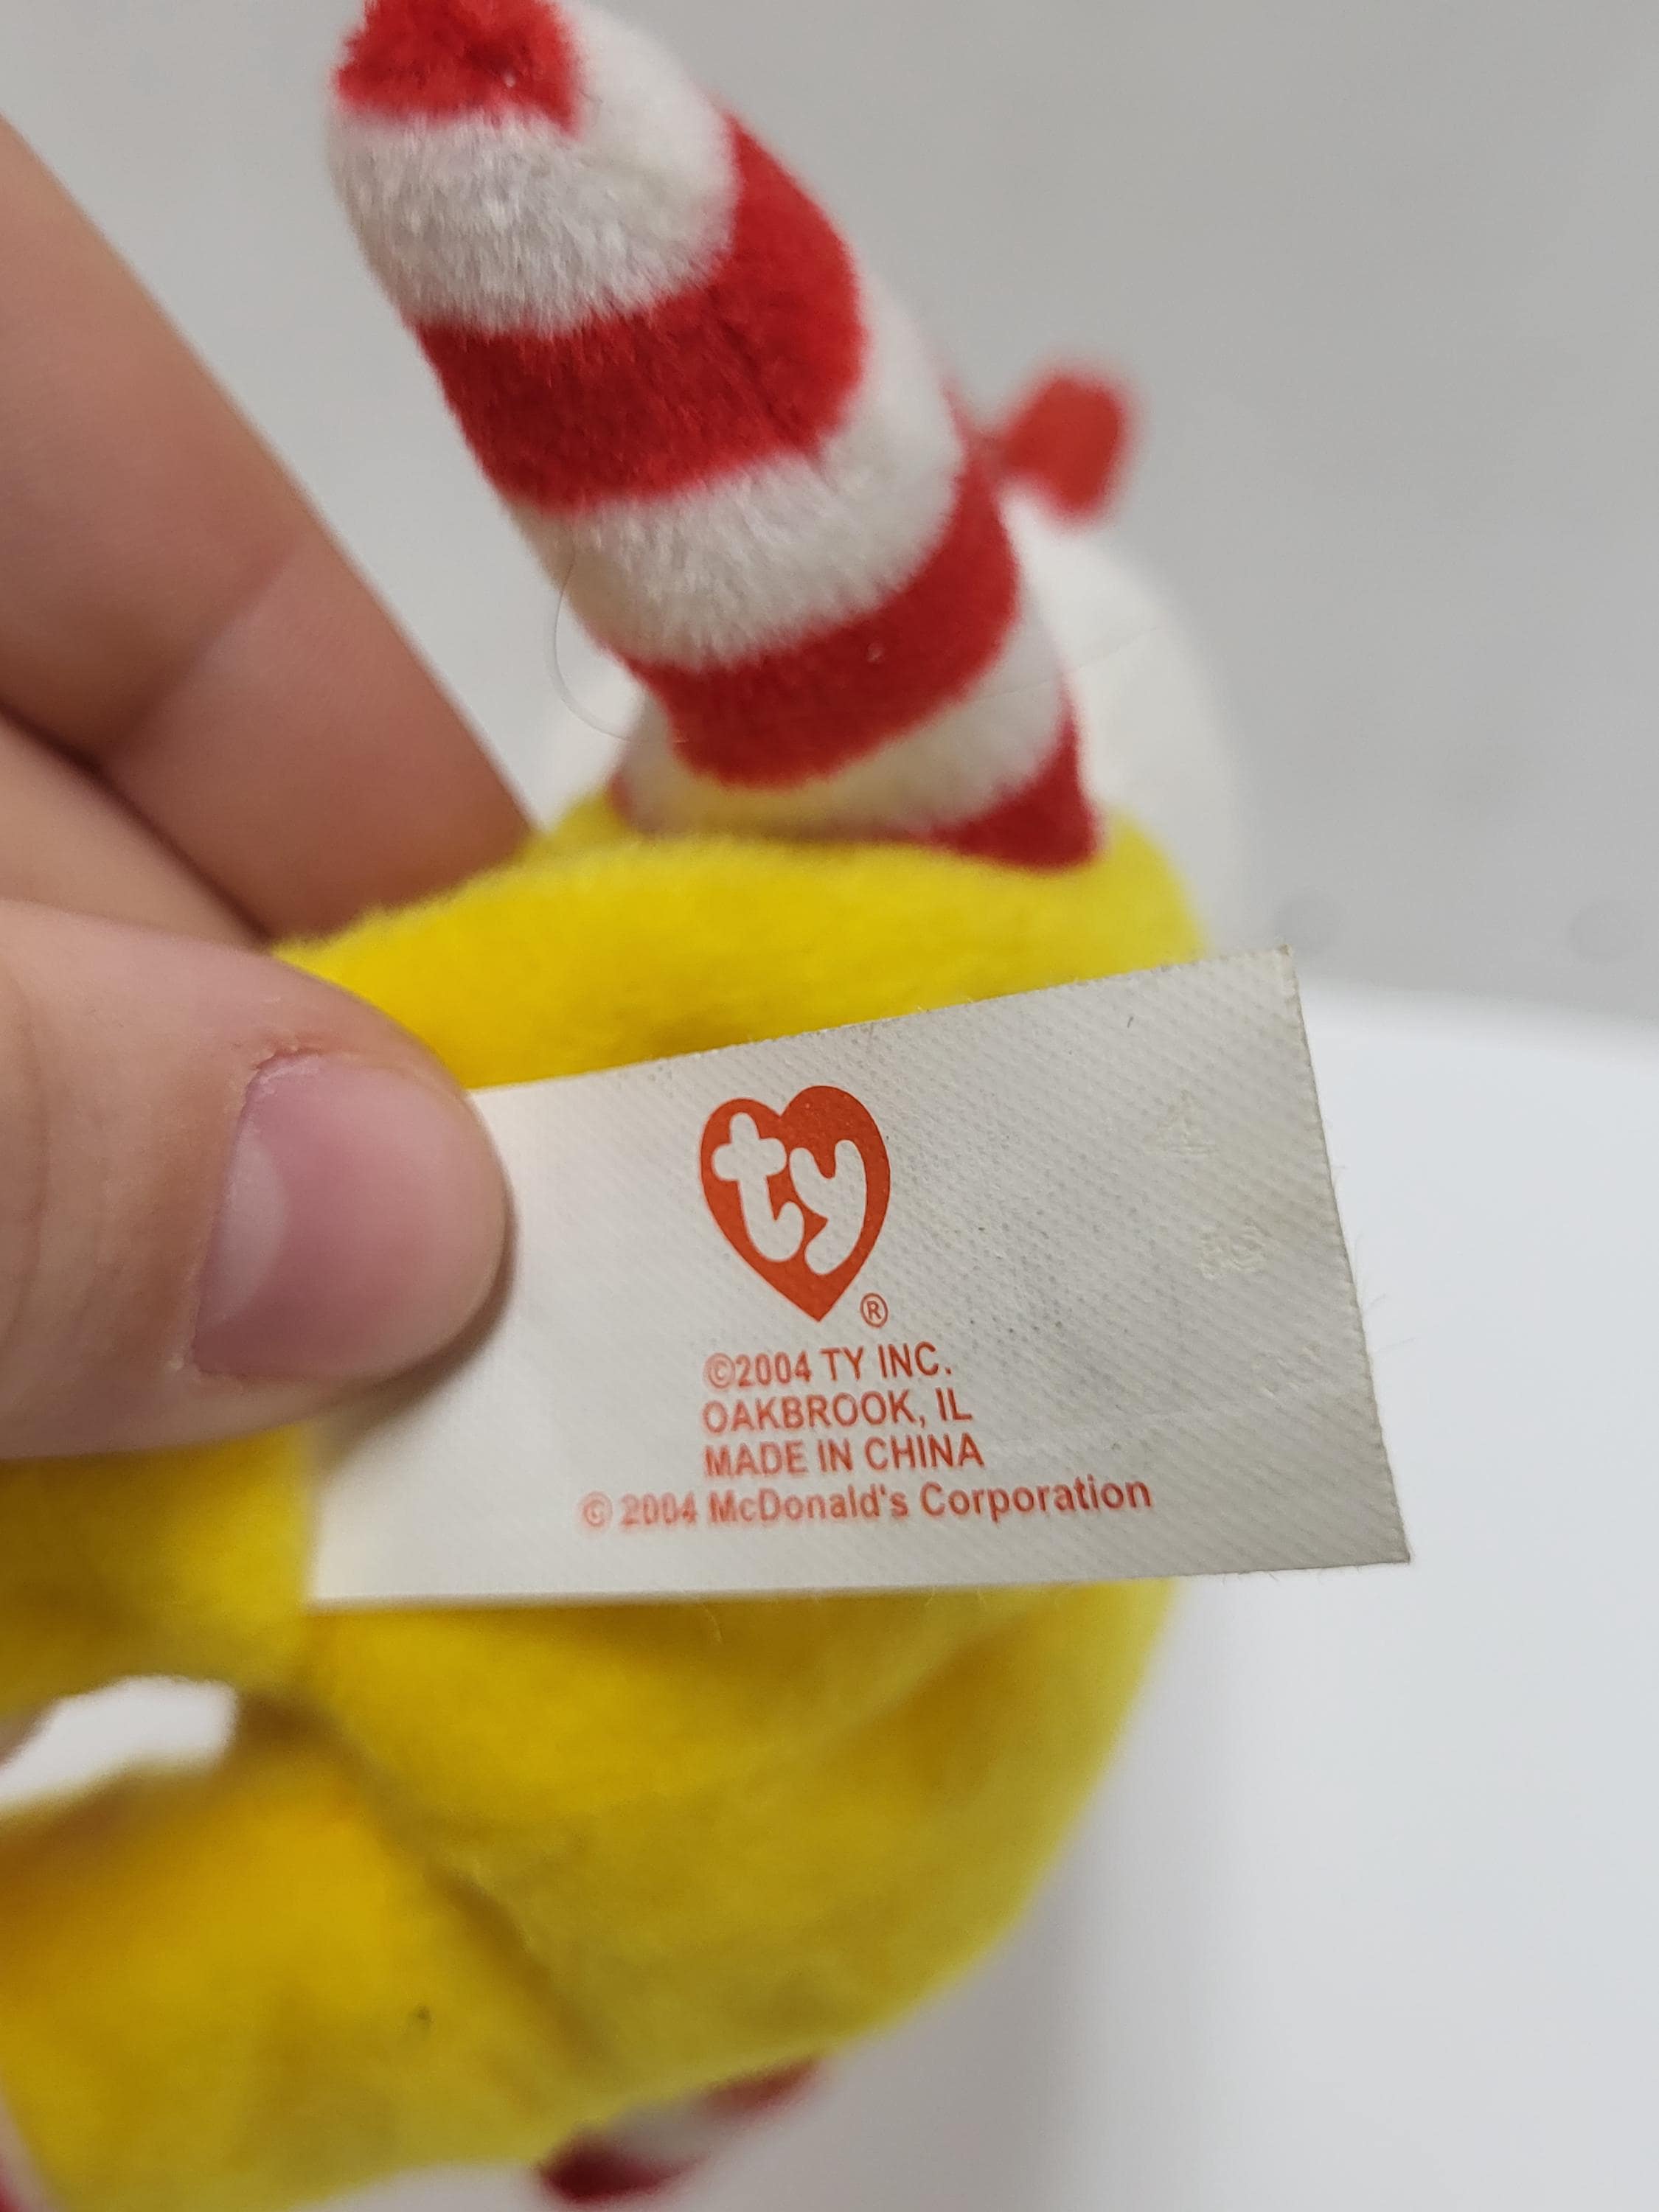 ty
®
©2004 TY INC.
OAKBROOK, IL
MADE IN CHINA
© 2004 McDonald's Corporation